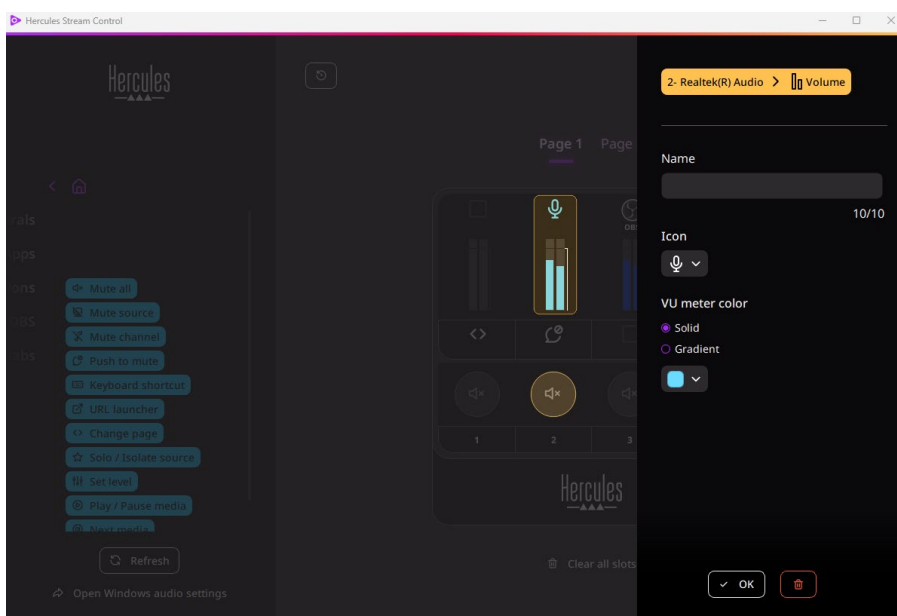 Hercules Stream Control
Hercules
2- Realtek(R) Audio > Volume
Page 1 Page
Name
10/10
als
Icon
pps
ons
Mute all
VU meter color
Mute source
Solid
Mute channel
Gradient
Push to mute
Keyboard shortcut
URL launcher
Change page
1 2 3
Solo / Isolate source
Set level
Play / Pause media
Hercules
Next media
Refresh
Clear all slots
OK
Open Windows audio settings